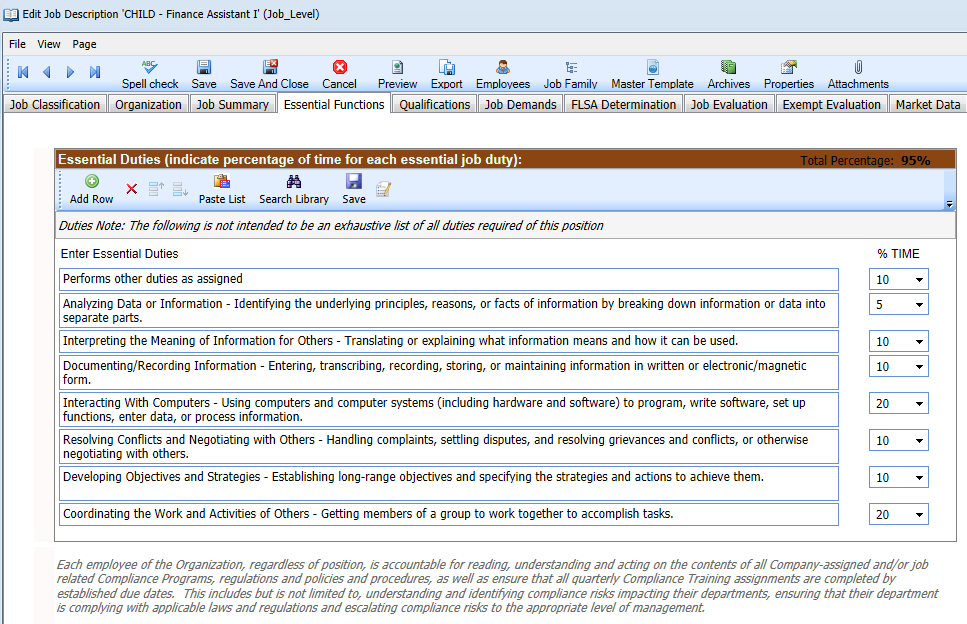 Edit Job Description 'CHILD - Finance Assistant I' (Job_Level)
File View Page
ABC
Spell check Save Save And Close Cancel Preview Export Employees Job Family Master Template Archives Properties Attachments
Job Classification Organization Job Summary Essential Functions Qualifications Job Demands FLSA Determination Job Evaluation Exempt Evaluation Market Data
Essential Duties (indicate percentage of time for each essential job duty): Total Percentage: 95%
Add Row Paste List Search Library Save
Duties Note: The following is not intended to be an exhaustive list of all duties required of this position
Enter Essential Duties % TIME
Performs other duties as assigned 10
Analyzing Data or Information - Identifying the underlying principles, reasons, or facts of information by breaking down information or data into 5
separate parts.
Interpreting the Meaning of Information for Others - Translating or explaining what information means and how it can be used. 10
Documenting/Recording Information - Entering, transcribing, recording, storing, or maintaining information in written or electronic/magnetic 10
form.
Interacting With Computers - Using computers and computer systems (including hardware and software) to program, write software, set up 20
functions, enter data, or process information.
Resolving Conflicts and Negotiating with Others - Handling complaints, settling disputes, and resolving grievances and conflicts, or otherwise 10
negotiating with others.
Developing Objectives and Strategies - Establishing long-range objectives and specifying the strategies and actions to achieve them. 10
Coordinating the Work and Activities of Others - Getting members of a group to work together to accomplish tasks. 20
Each employee of the Organization, regardless of position, is accountable for reading, understanding and acting on the contents of all Company-assigned and/or job
related Compliance Programs, regulations and policies and procedures, as well as ensure that all quarterly Compliance Training assignments are completed by
established due dates. This includes but is not limited to, understanding and identifying compliance risks impacting their departments, ensuring that their department
is complying with applicable laws and regulations and escalating compliance risks to the appropriate level of management.